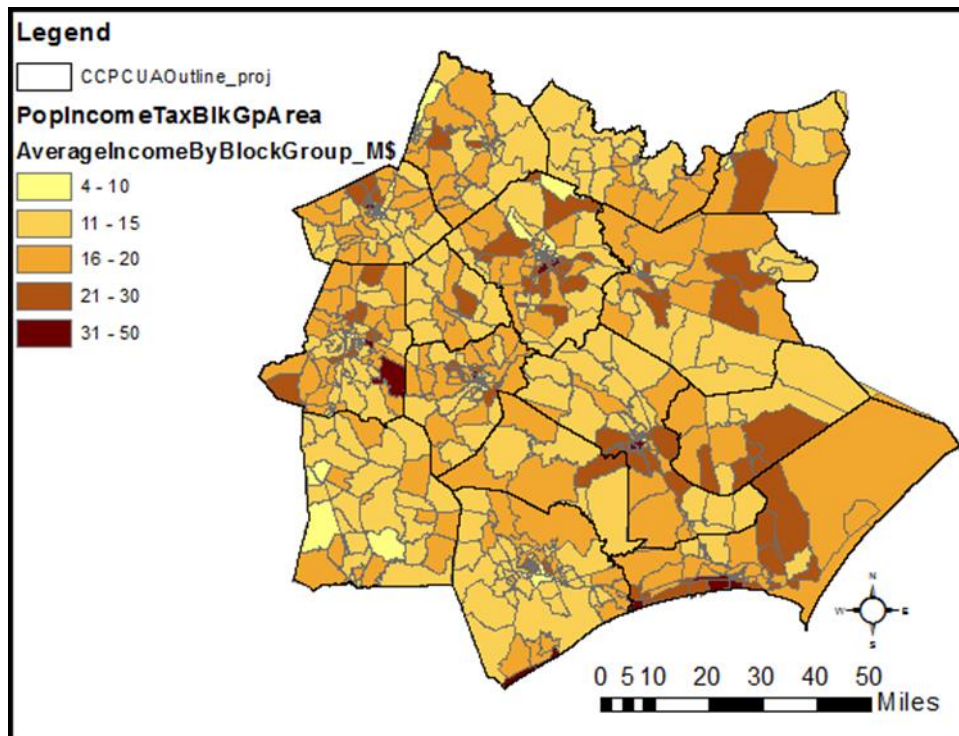 Legend
CCPCUAOutline_proj
PopIncomeTaxBlkGpArea
AverageIncomeByBlockGroup_M$
4 - 10
11 - 15
16 - 20
21 - 30
31 - 50
N
W E
S
0 5 10 20 30 40 50
Miles